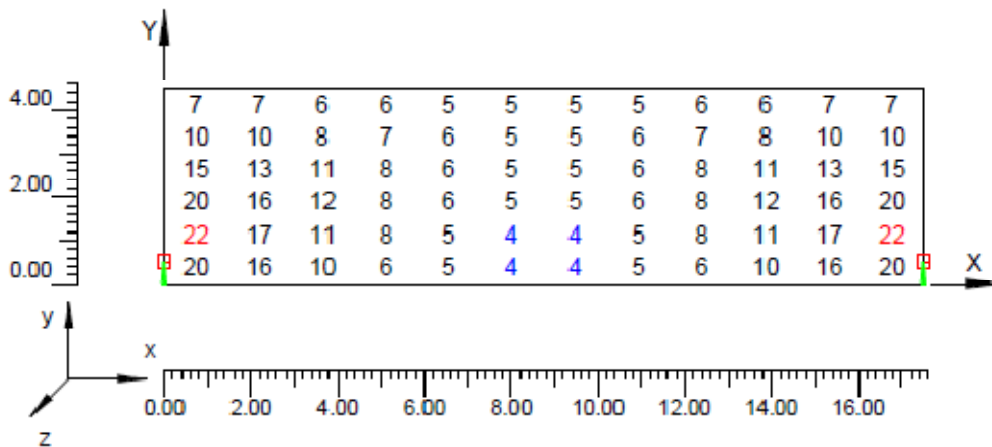 Y
4.00
7 7 6 6 5 5 5 5 6 6 7 7
10 10 8 7 6 5 5 6 7 8 10 10
15 13 11 8 6 5 5 6 8 11 13 15
2.00
20 16 12 8 6 5 5 6 8 12 16 20
22 17 11 8 5 4 4 5 8 11 17 22
0.00
20 16 10 6 5 4 4 5 6 10 16 20
X
y
x
z
0.00 2.00 4.00 6.00 8.00 10.00 12.00 14.00 16.00